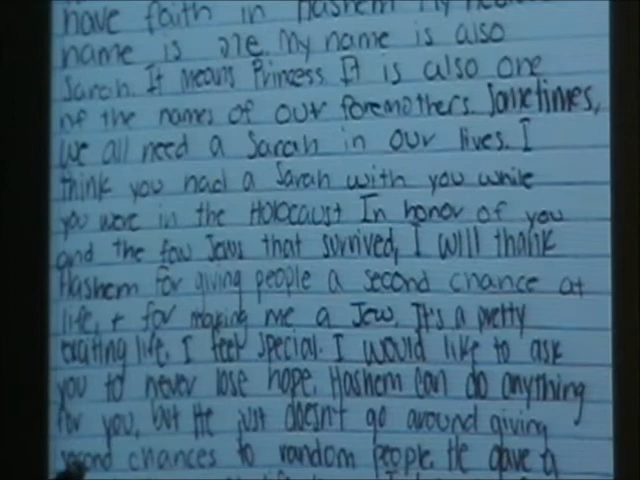 have faith in Hashem My
name is My name is also
Sarah. It means Princess It is also one
of the names of our foremothers. Sometimes,
We all need a Sarah in our lives. I
think you had a Sarah with you while
you were in the Holocaust In honor of you
and the few Jews that survived, I will thank
Hashem for giving people a second chance at
life, + for making me a Jew. It's a pretty
exciting life. I feel special. I would like to ask
you to never lose hope. Hashem can do anything
for you, but He just doesn't go around giving
second chances to random people. He gave a